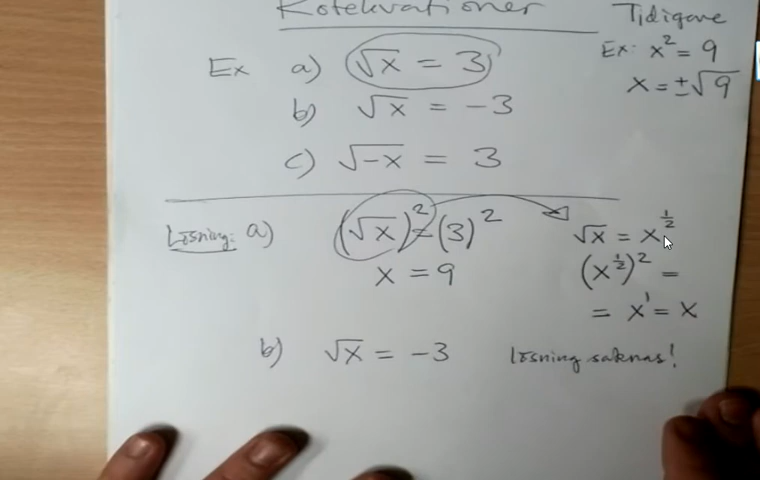 Rotekvationer
Tidigare
Ex: x² = 9
x = ±√9
Ex a) √x = 3
b) √x = -3
c) √-x = 3
Lösning: a) (√x)² = (3)²
x = 9
√x = x^½
(x^½)² =
= x¹ = x
b) √x = -3 lösning saknas!